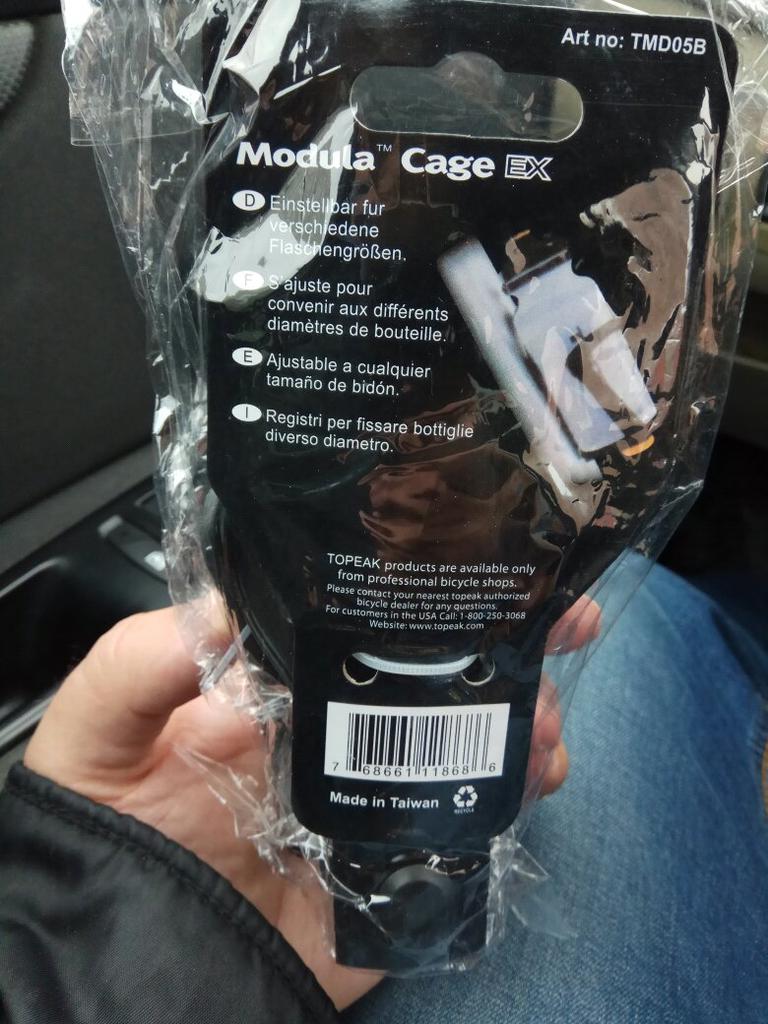 Art no: TMD05B
Modula™ Cage EX
D Einstellbar fur
verschiedene
Flaschengrößen.
F S'ajuste pour
convenir aux différents
diamètres de bouteille.
E Ajustable a cualquier
tamaño de bidón.
I Registri per fissare bottiglie
diverso diametro.
TOPEAK products are available only
from professional bicycle shops.
Please contact your nearest topeak authorized
bicycle dealer for any questions.
For customers in the USA Call: 1-800-250-3068
Website: www.topeak.com
7 68661 11868 6
Made in Taiwan
RECYCLE